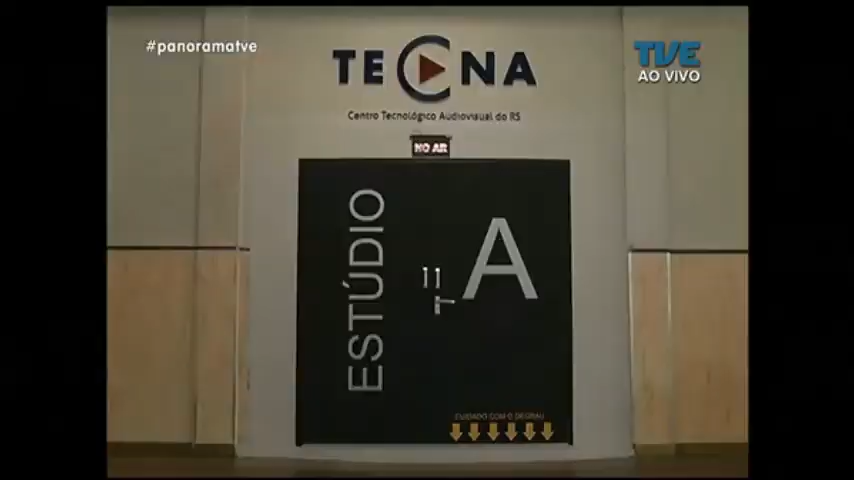 #panoramatve
TVE
AO VIVO
TECNA
Centro Tecnológico Audiovisual do RS
NO AR
ESTÚDIO
A
CUIDADO COM O DEGRAU